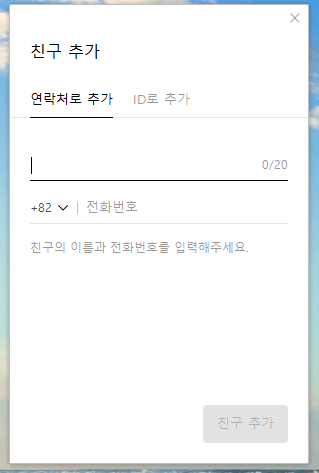 친구 추가
연락처로 추가 ID로 추가
0/20
+82 전화번호
친구의 이름과 전화번호를 입력해주세요.
친구 추가